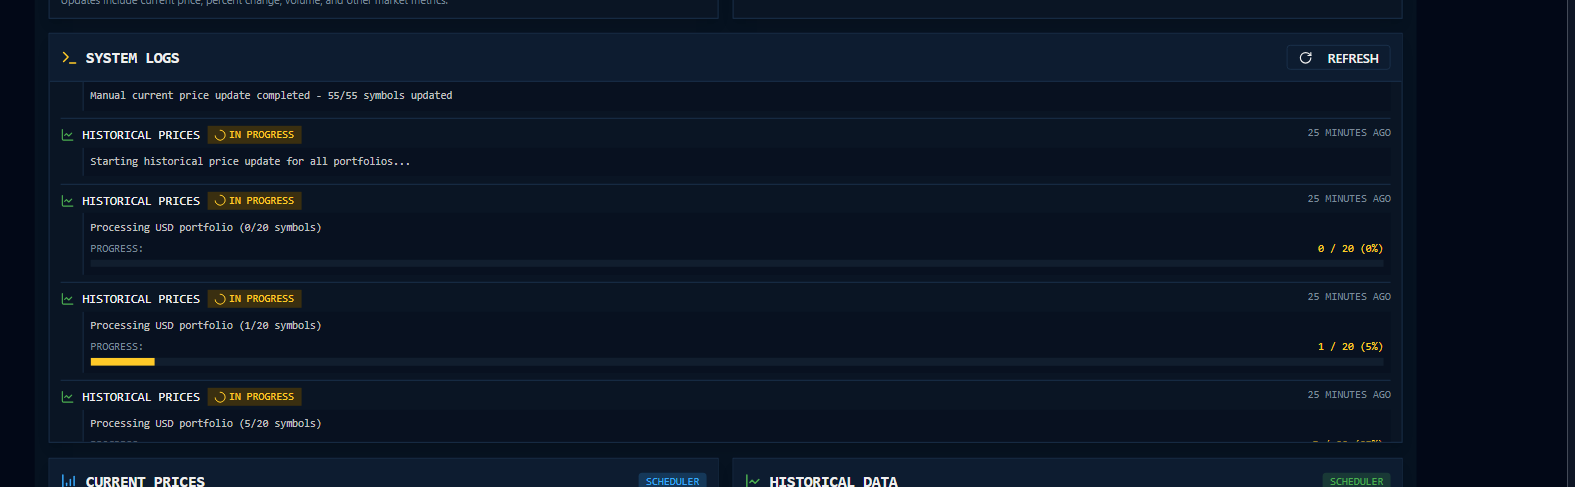 Updates include current price, percent change, volume, and other market metrics.
SYSTEM LOGS
REFRESH
Manual current price update completed - 55/55 symbols updated
HISTORICAL PRICES IN PROGRESS 25 MINUTES AGO
Starting historical price update for all portfolios...
HISTORICAL PRICES IN PROGRESS 25 MINUTES AGO
Processing USD portfolio (0/20 symbols)
PROGRESS: 0 / 20 (0%)
HISTORICAL PRICES IN PROGRESS 25 MINUTES AGO
Processing USD portfolio (1/20 symbols)
PROGRESS: 1 / 20 (5%)
HISTORICAL PRICES IN PROGRESS 25 MINUTES AGO
Processing USD portfolio (5/20 symbols)
CURRENT PRICES SCHEDULER
HISTORICAL DATA SCHEDULER